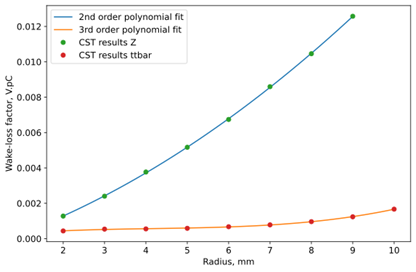 2nd order polynomial fit
3rd order polynomial fit
CST results Z
CST results ttbar
0.012
0.010
0.008
0.006
0.004
0.002
0.000
Wake-loss factor, V.pC
2 3 4 5 6 7 8 9 10
Radius, mm